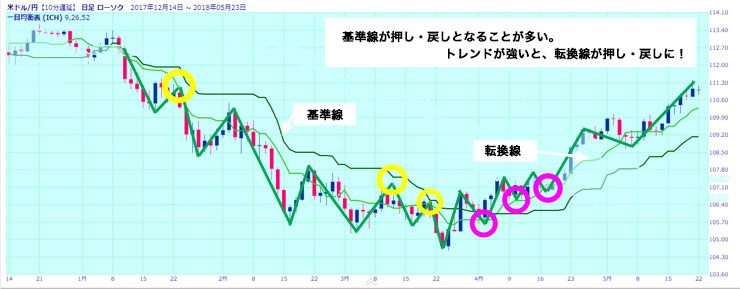 米ドル/円【10分遅延】 日足 ローソク 2017年12月14日 ～ 2018年05月23日
一目均衡表 (ICH) 9,26,52
基準線が押し・戻しとなることが多い。
トレンドが強いと、転換線が押し・戻しに！
基準線
転換線
114.10
113.40
112.70
112.00
111.30
110.60
109.90
109.20
108.50
107.80
107.10
106.40
105.70
105.00
104.30
103.60
14 21 1月 8 15 22 2月 8 15 22 3月 8 15 22 4月 9 16 23 5月 8 15 22